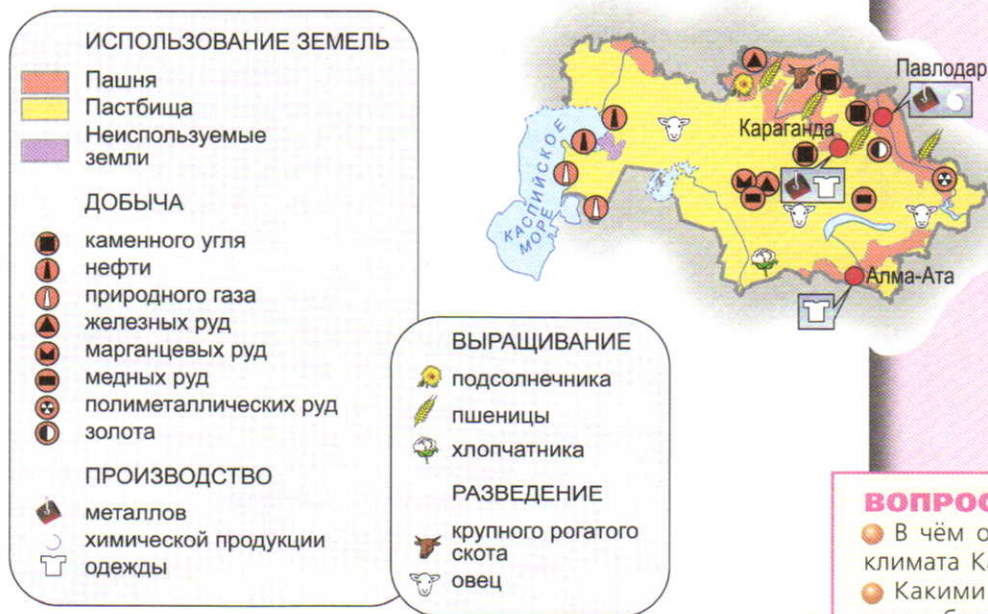 ИСПОЛЬЗОВАНИЕ ЗЕМЕЛЬ
Пашня
Пастбища
Неиспользуемые
земли
ДОБЫЧА
каменного угля
нефти
природного газа
железных руд
марганцевых руд
медных руд
полиметаллических руд
золота
ПРОИЗВОДСТВО
металлов
химической продукции
одежды
ВЫРАЩИВАНИЕ
подсолнечника
пшеницы
хлопчатника
РАЗВЕДЕНИЕ
крупного рогатого
скота
овец
КАСПИЙСКОЕ
МОРЕ
Павлодар
Караганда
Алма-Ата
ВОПРОС
В чём о
климата К
Какими